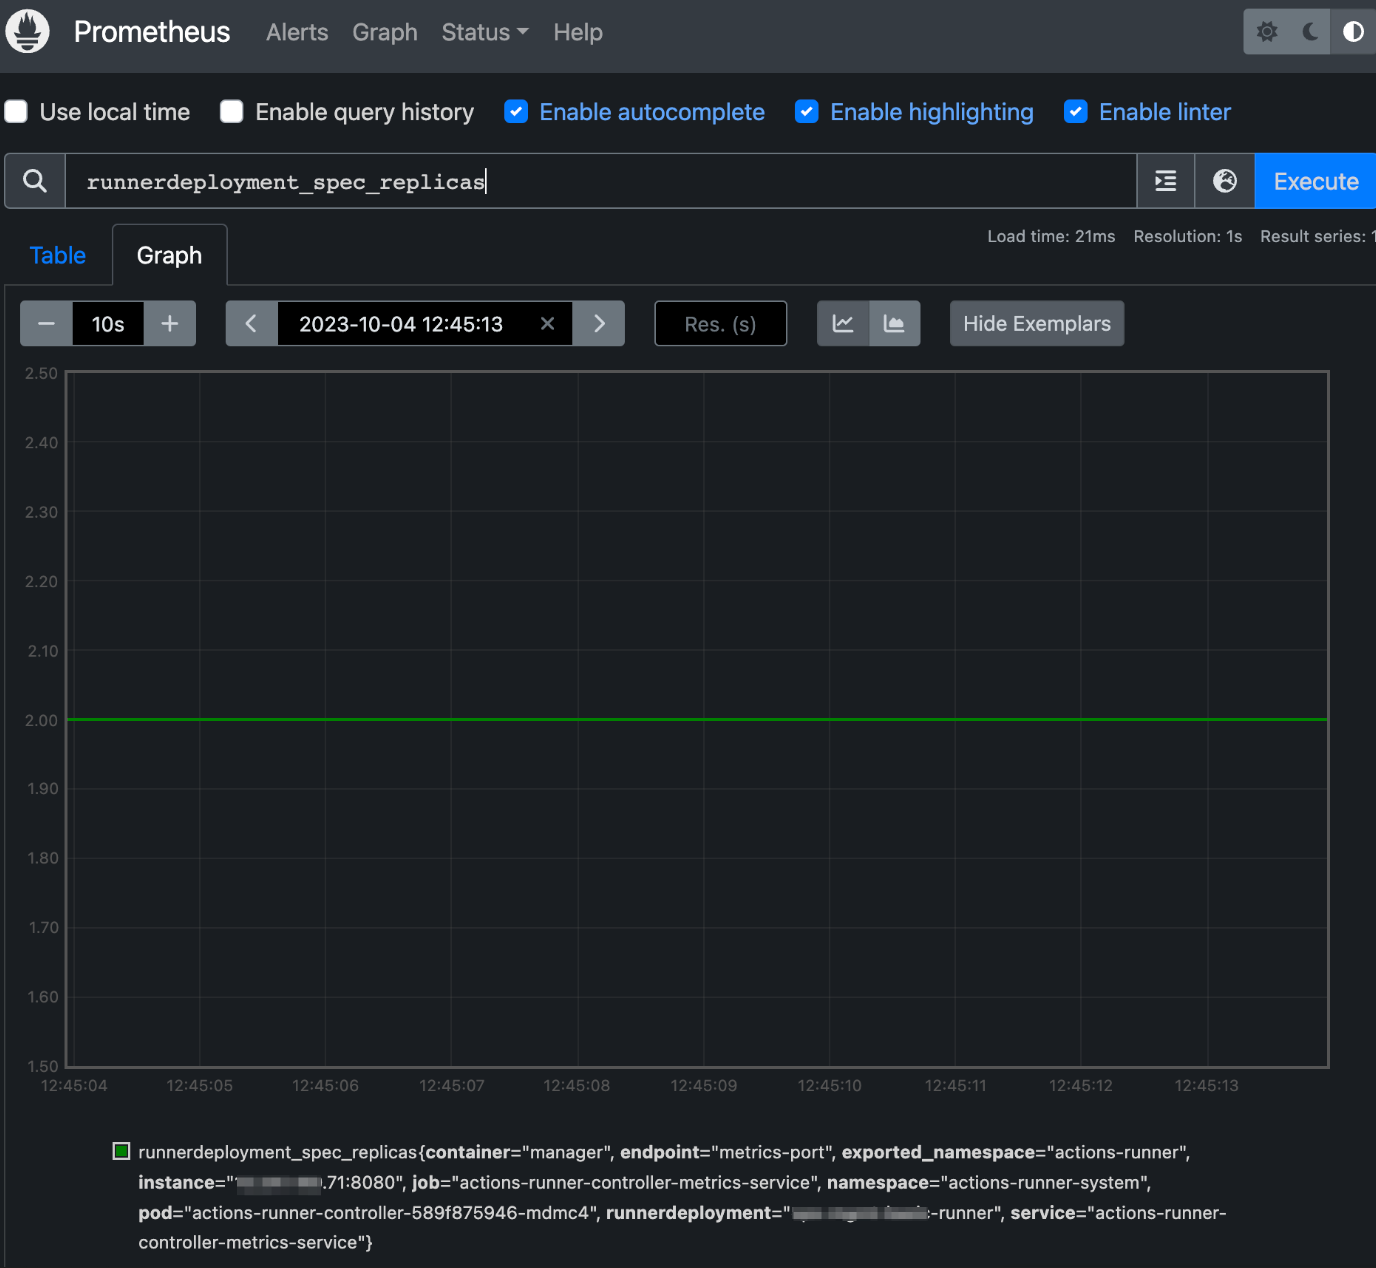 Prometheus Alerts Graph Status Help
Use local time Enable query history Enable autocomplete Enable highlighting Enable linter
runnerdeployment_spec_replicas Execute
Load time: 21ms Resolution: 1s Result series: 1
Table Graph
10s 2023-10-04 12:45:13 Res. (s) Hide Exemplars
2.50
2.40
2.30
2.20
2.10
2.00
1.90
1.80
1.70
1.60
1.50
12:45:04 12:45:05 12:45:06 12:45:07 12:45:08 12:45:09 12:45:10 12:45:11 12:45:12 12:45:13
runnerdeployment_spec_replicas{container="manager", endpoint="metrics-port", exported_namespace="actions-runner",
instance=" .71:8080", job="actions-runner-controller-metrics-service", namespace="actions-runner-system",
pod="actions-runner-controller-589f875946-mdmc4", runnerdeployment=" -runner", service="actions-runner-
controller-metrics-service"}